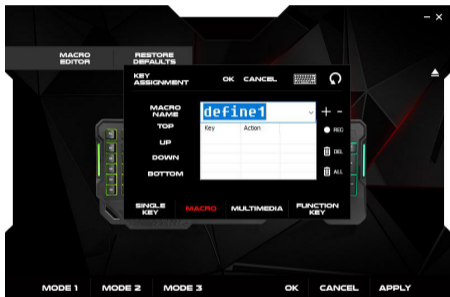 MACRO EDITOR
RESTORE DEFAULTS
KEY ASSIGNMENT
OK CANCEL
MACRO NAME
define1
TOP
Key Action
REC
UP
DOWN
DEL
BOTTOM
ALL
SINGLE KEY
MACRO
MULTIMEDIA
FUNCTION KEY
MODE 1 MODE 2 MODE 3 OK CANCEL APPLY